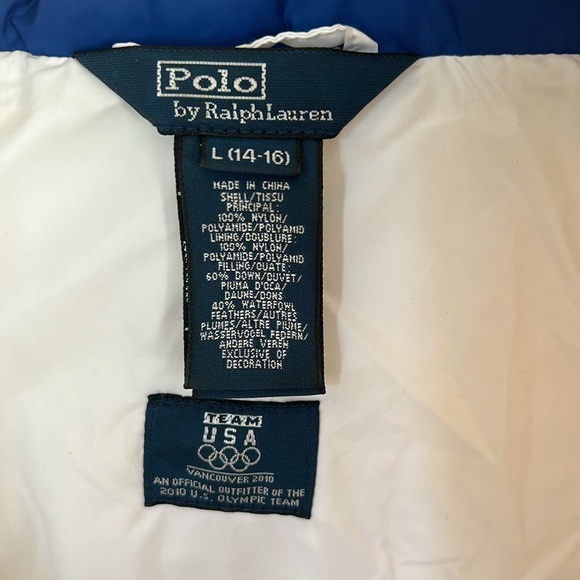 Polo
by Ralph Lauren
L (14-16)
MADE IN CHINA
SHELL/TISSU
PRINCIPAL:
100% NYLON/
POLYAMIDE/POLYAMID
LINING/DOUBLURE:
100% NYLON/
POLYAMIDE/POLYAMID
FILLING/OUATE:
60% DOWN/DUVET/
PIUMA D'OCA/
DAUNE/DONS
40% WATERFOWL
FEATHERS/AUTRES
PLUMES/ALTRE PIUME/
WASSERVOGEL FEDERN/
ANDERE VEREN
EXCLUSIVE OF
DECORATION
TEAM
USA
VANCOUVER 2010
AN OFFICIAL OUTFITTER OF THE
2010 U.S. OLYMPIC TEAM